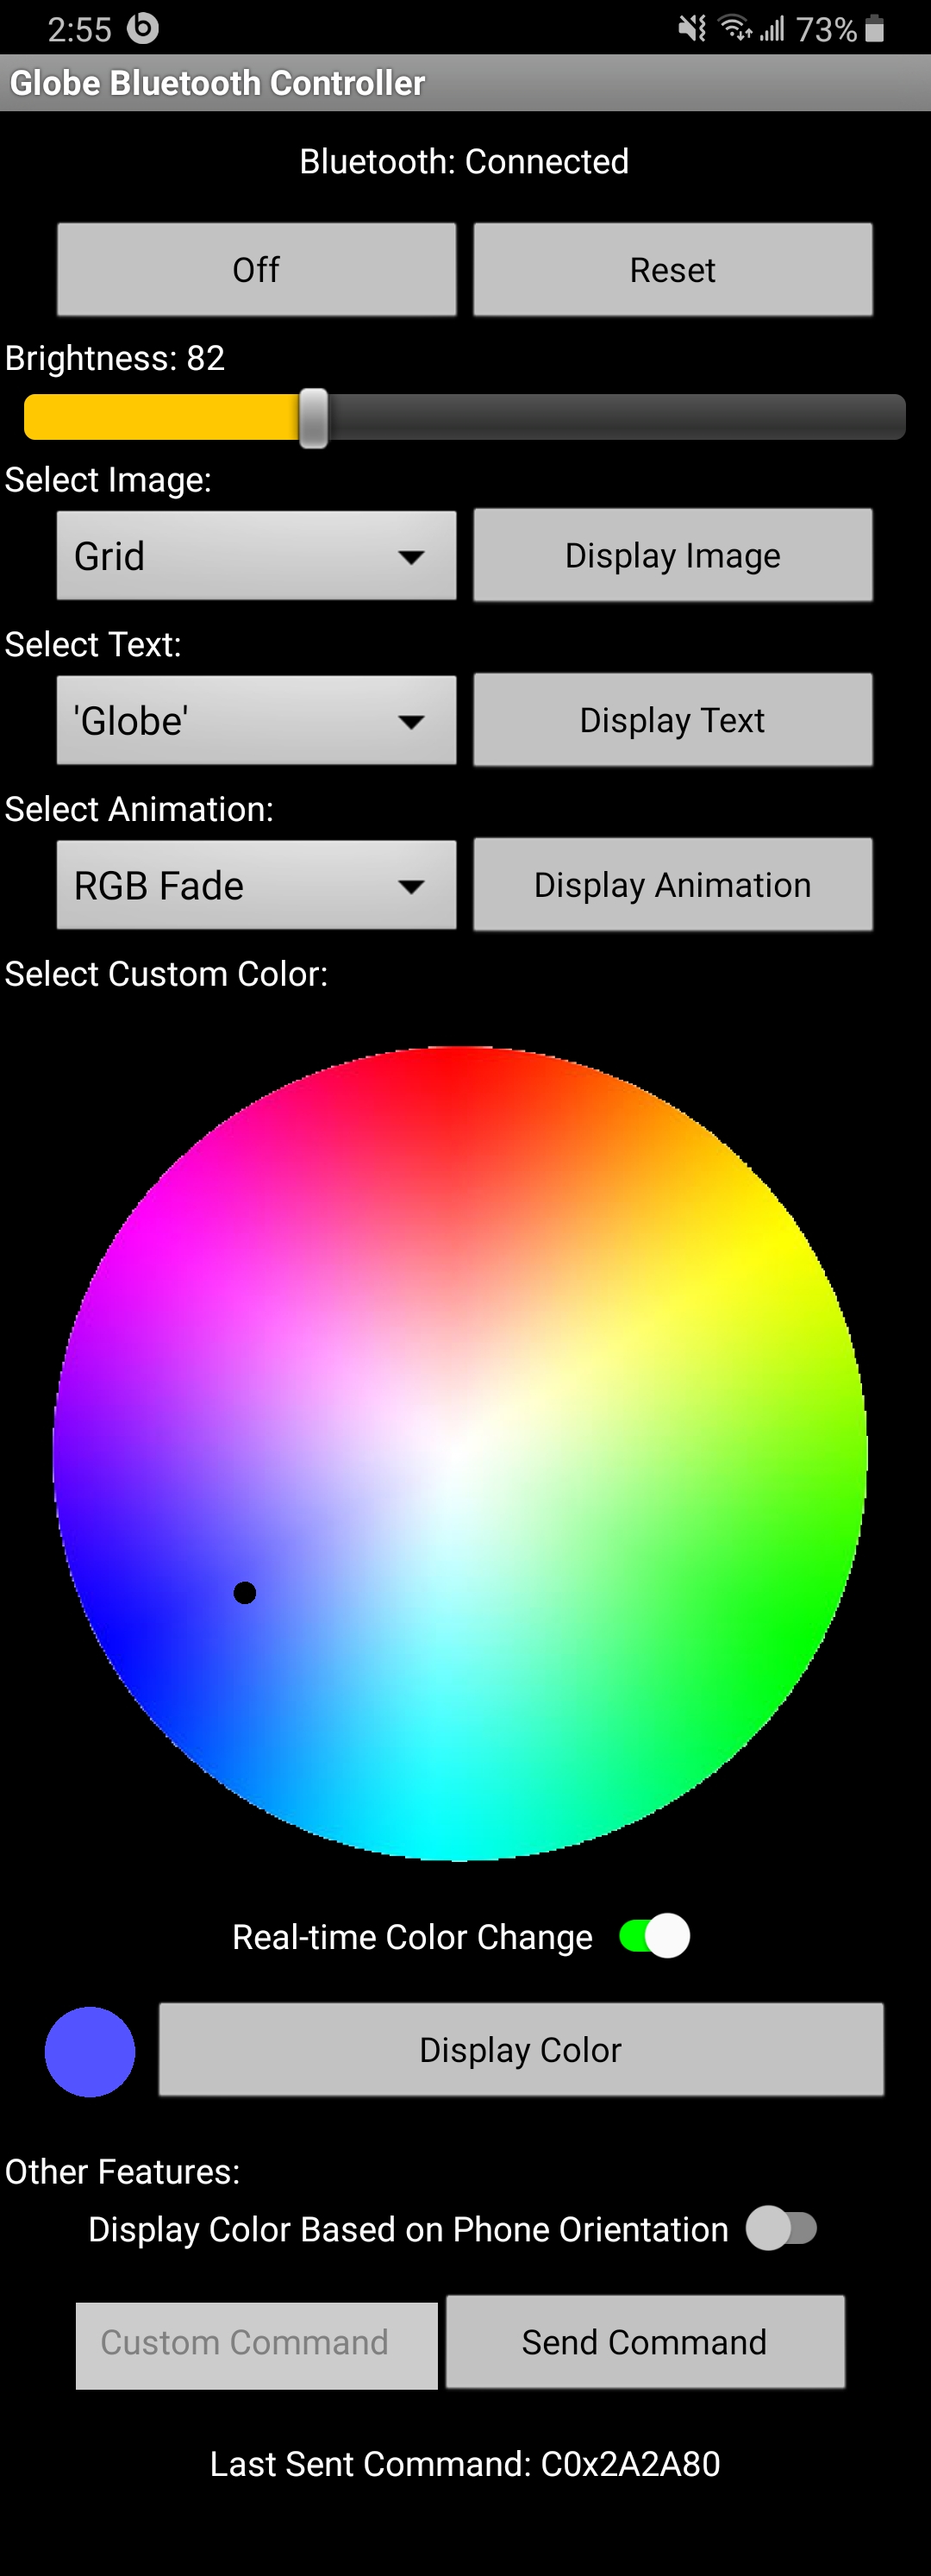 2:55 73%
Globe Bluetooth Controller
Bluetooth: Connected
Off Reset
Brightness: 82
Select Image:
Grid Display Image
Select Text:
'Globe' Display Text
Select Animation:
RGB Fade Display Animation
Select Custom Color:
Real-time Color Change
Display Color
Other Features:
Display Color Based on Phone Orientation
Custom Command Send Command
Last Sent Command: C0x2A2A80